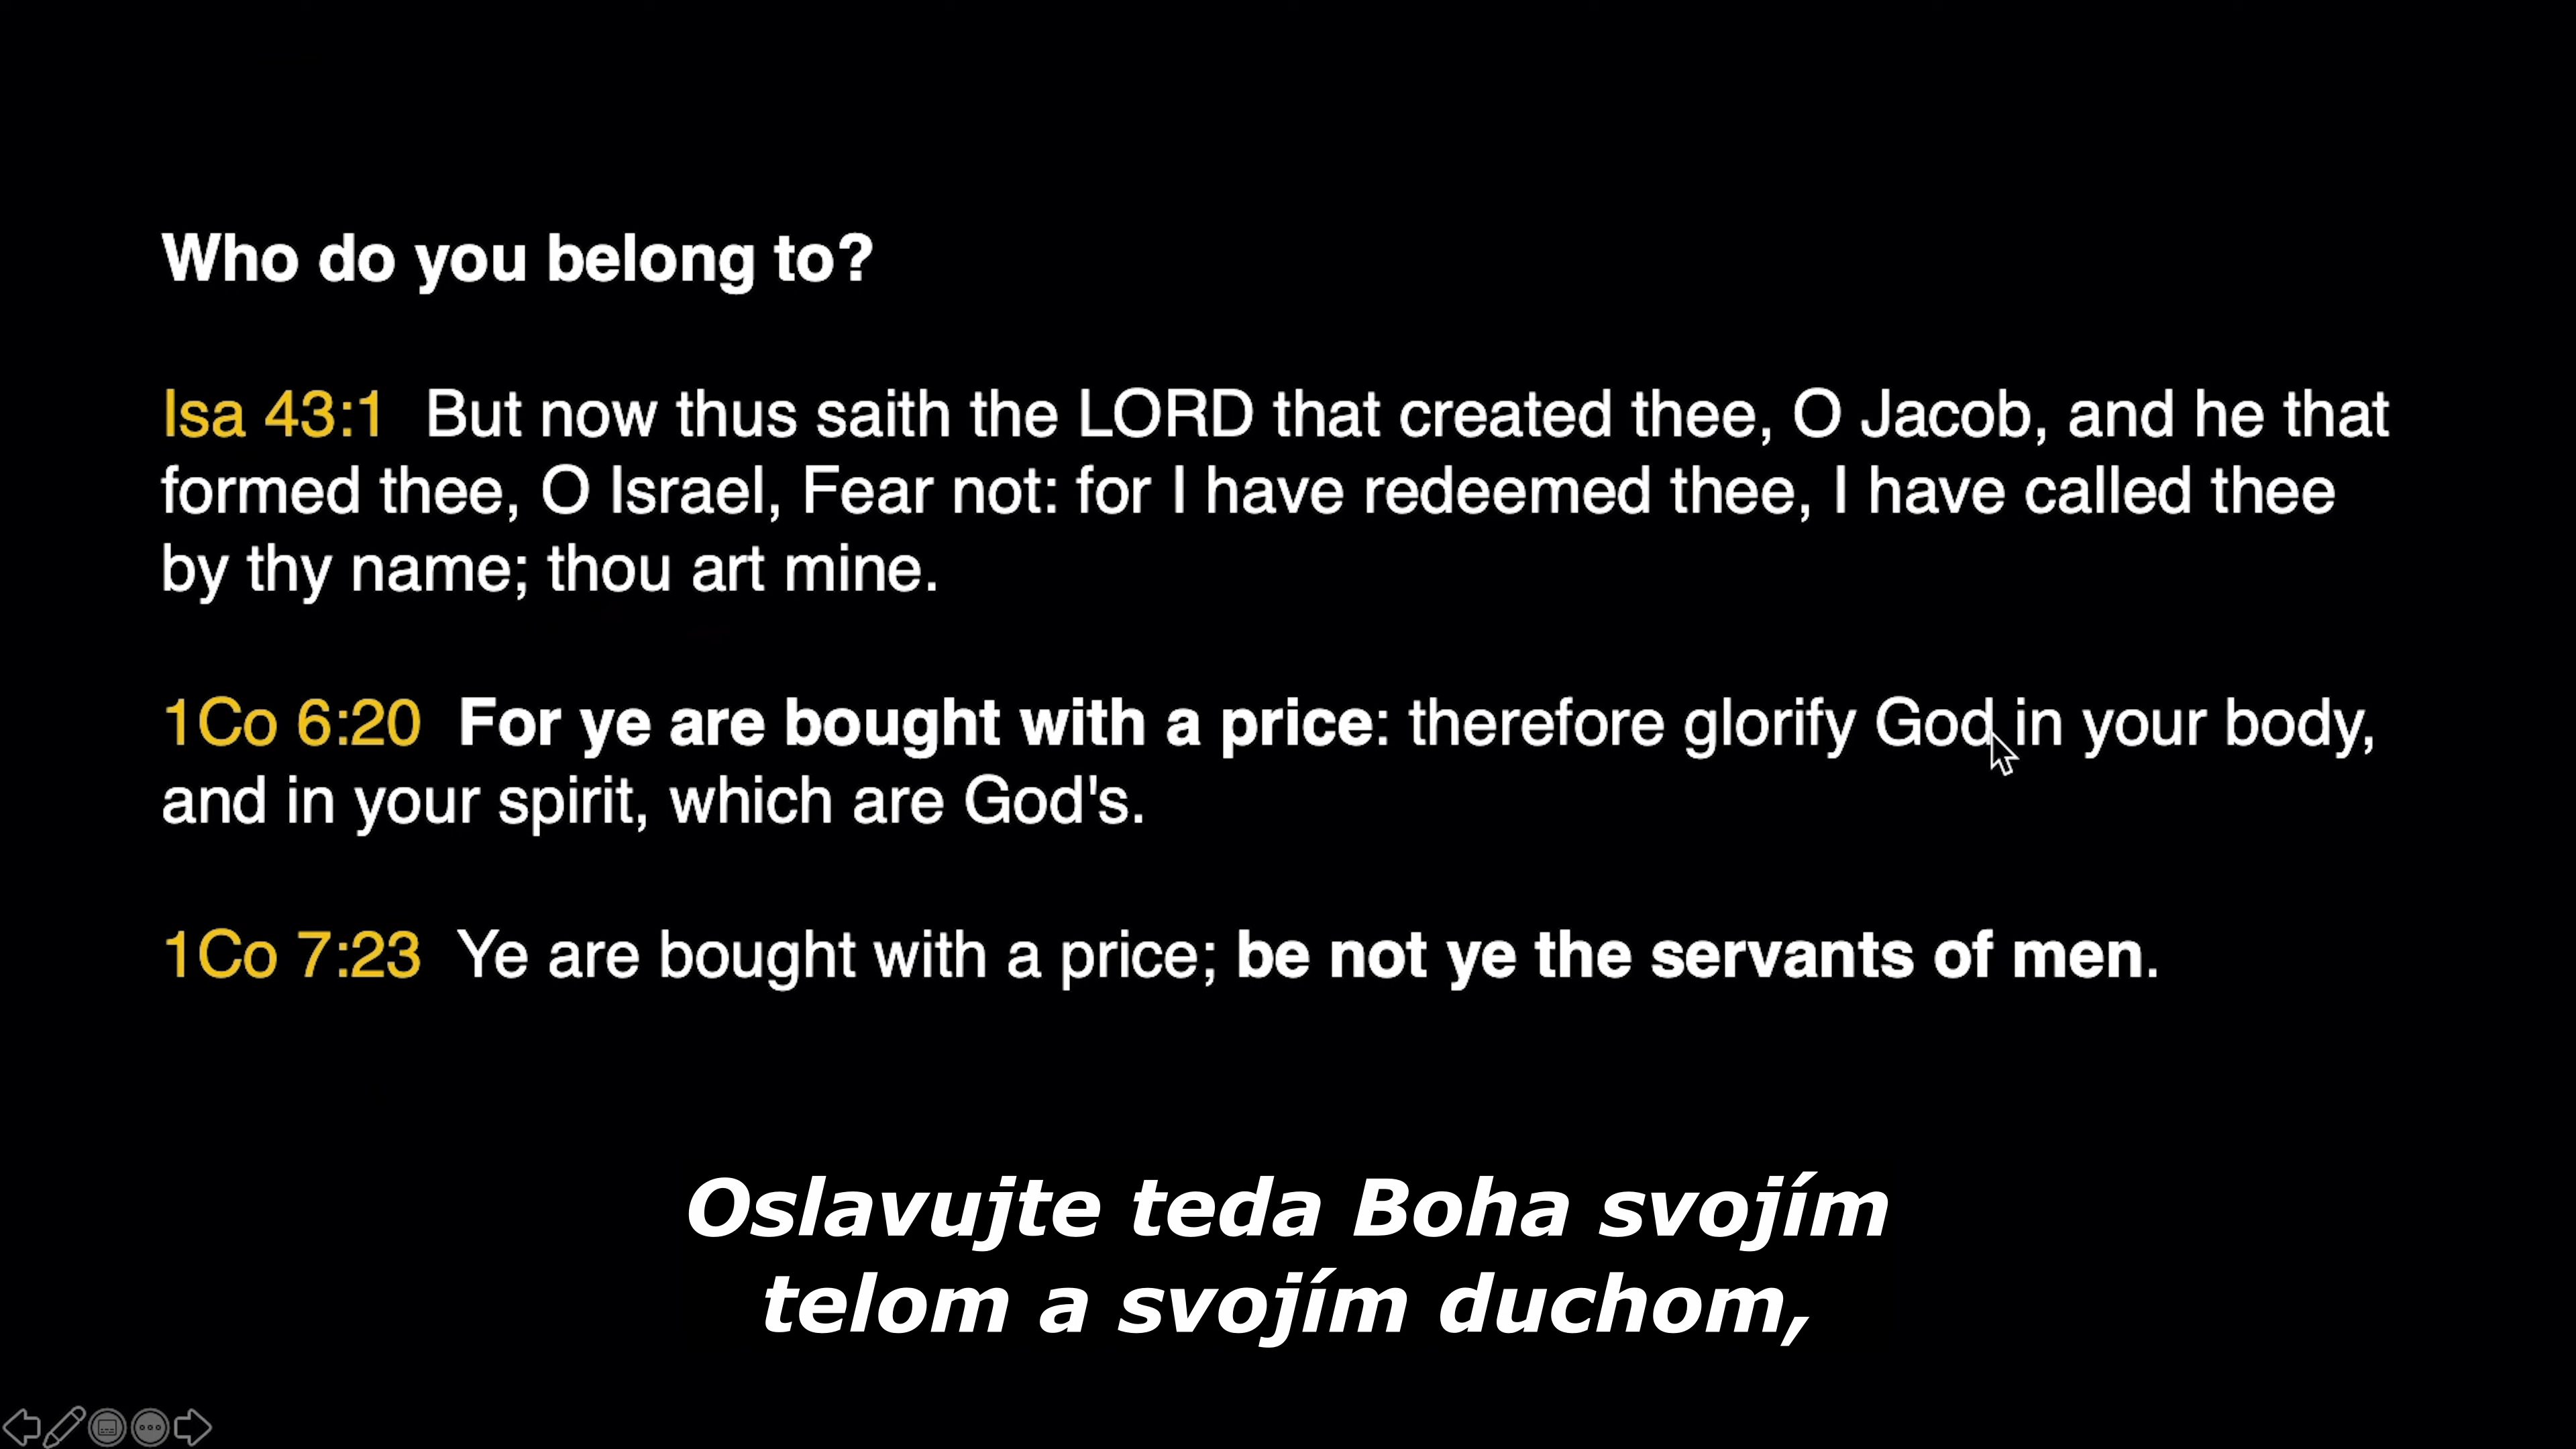 Who do you belong to?
Isa 43:1  But now thus saith the LORD that created thee, O Jacob, and he that
formed thee, O Israel, Fear not: for I have redeemed thee, I have called thee
by thy name; thou art mine.
1Co 6:20  For ye are bought with a price: therefore glorify God in your body,
and in your spirit, which are God's.
1Co 7:23  Ye are bought with a price; be not ye the servants of men.
Oslavujte teda Boha svojím
telom a svojím duchom,